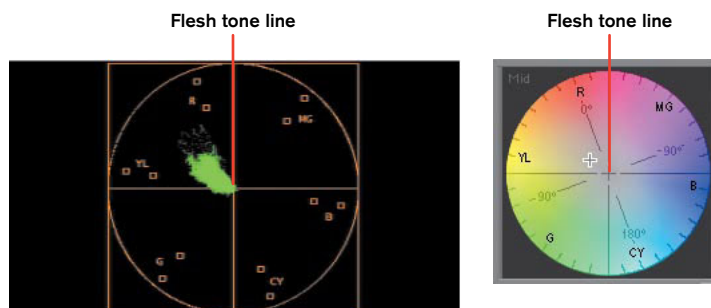 Flesh tone line
Flesh tone line
R
MG
YL
B
G
CY
Mid
R
0°
MG
-90°
YL
B
-90°
G
180°
CY